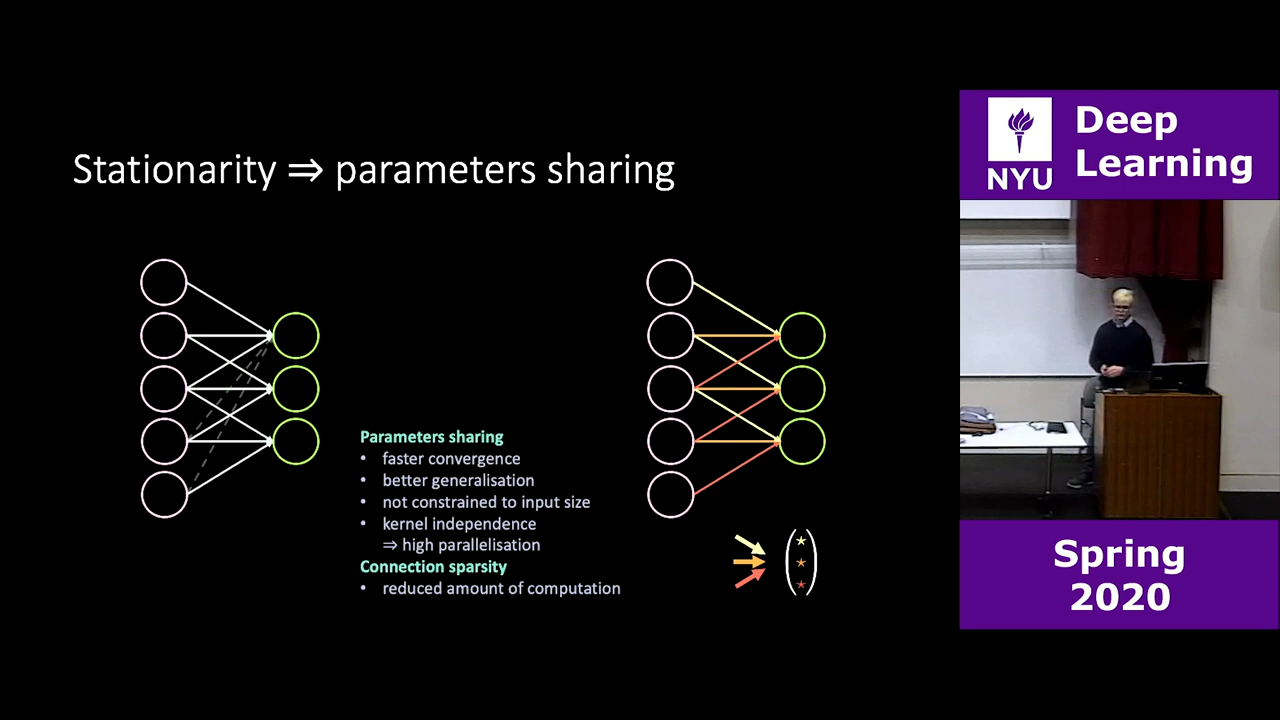 Stationarity ⇒ parameters sharing
Parameters sharing
• faster convergence
• better generalisation
• not constrained to input size
• kernel independence
⇒ high parallelisation
Connection sparsity
• reduced amount of computation
NYU
Deep
Learning
Spring
2020